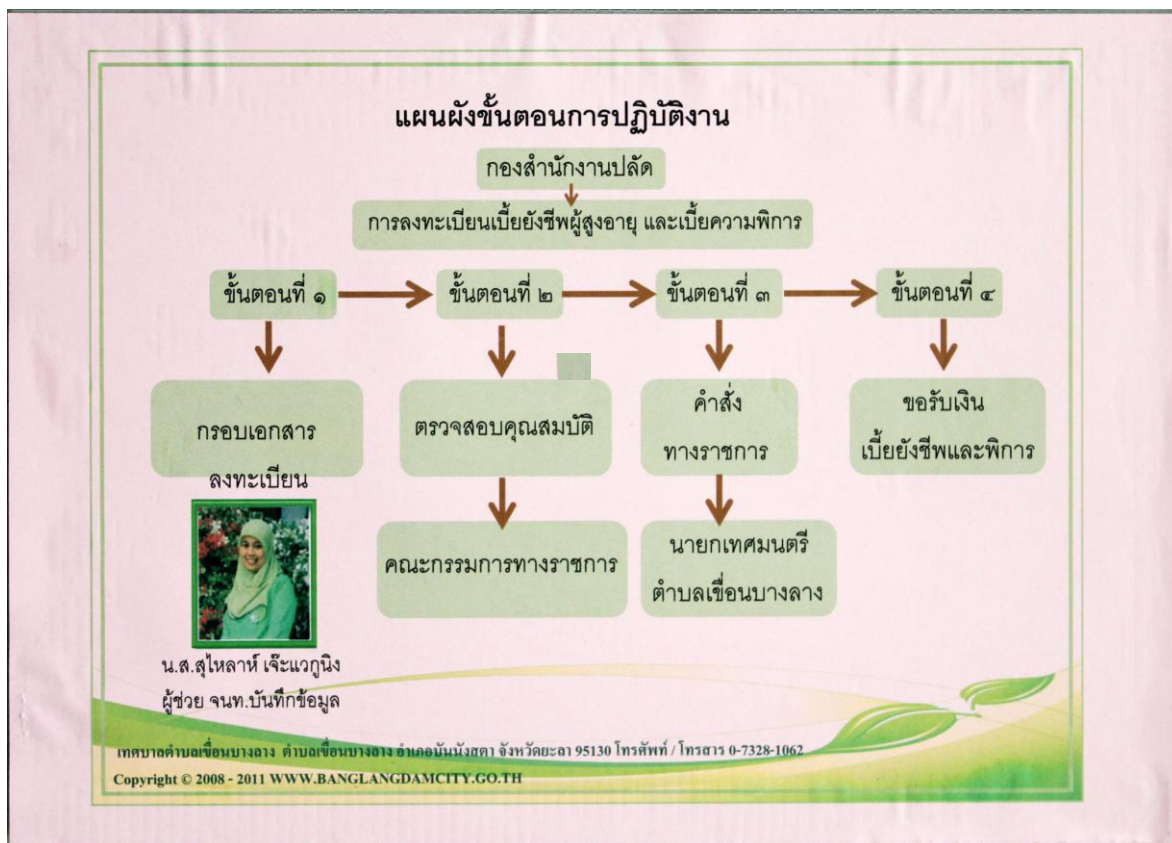 แผนผังขั้นตอนการปฏิบัติงาน
กองสำนักงานปลัด
การลงทะเบียนเบี้ยยังชีพผู้สูงอายุ และเบี้ยความพิการ
ขั้นตอนที่ ๑
ขั้นตอนที่ ๒
ขั้นตอนที่ ๓
ขั้นตอนที่ ๔
กรอบเอกสาร
ลงทะเบียน
ตรวจสอบคุณสมบัติ
คำสั่ง
ทางราชการ
ขอรับเงิน
เบี้ยยังชีพและพิการ
คณะกรรมการทางราชการ
นายกเทศมนตรี
ตำบลเขื่อนบางลาง
น.ส.สุไหลาห์ เจ๊ะแวกูนิง
ผู้ช่วย จนท.บันทึกข้อมูล
เทศบาลตำบลเขื่อนบางลาง ตำบลเขื่อนบางลาง อำเภอบันนังสตา จังหวัดยะลา 95130 โทรศัพท์ / โทรสาร 0-7328-1062
Copyright © 2008 - 2011 WWW.BANGLANGDAMCITY.GO.TH